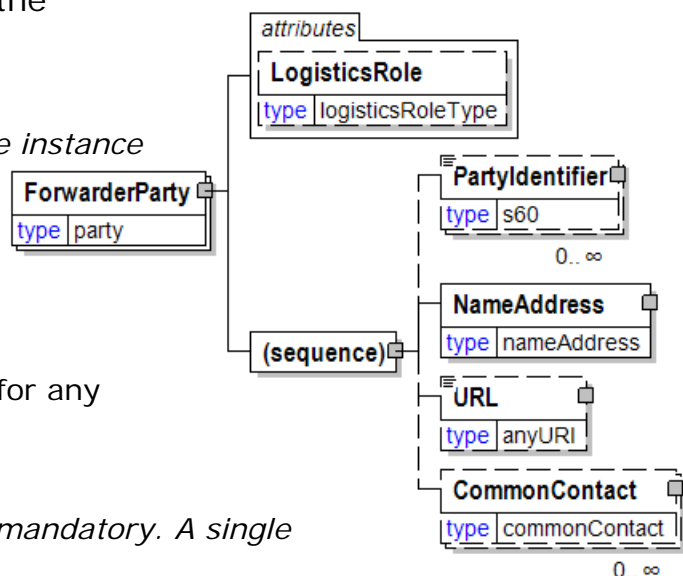 the
attributes
LogisticsRole
type logisticsRoleType
e instance
ForwarderParty
type party
PartyIdentifier
type s60
0.. ∞
NameAddress
type nameAddress
(sequence)
for any
URL
type anyURI
CommonContact
type commonContact
mandatory. A single
0.. ∞